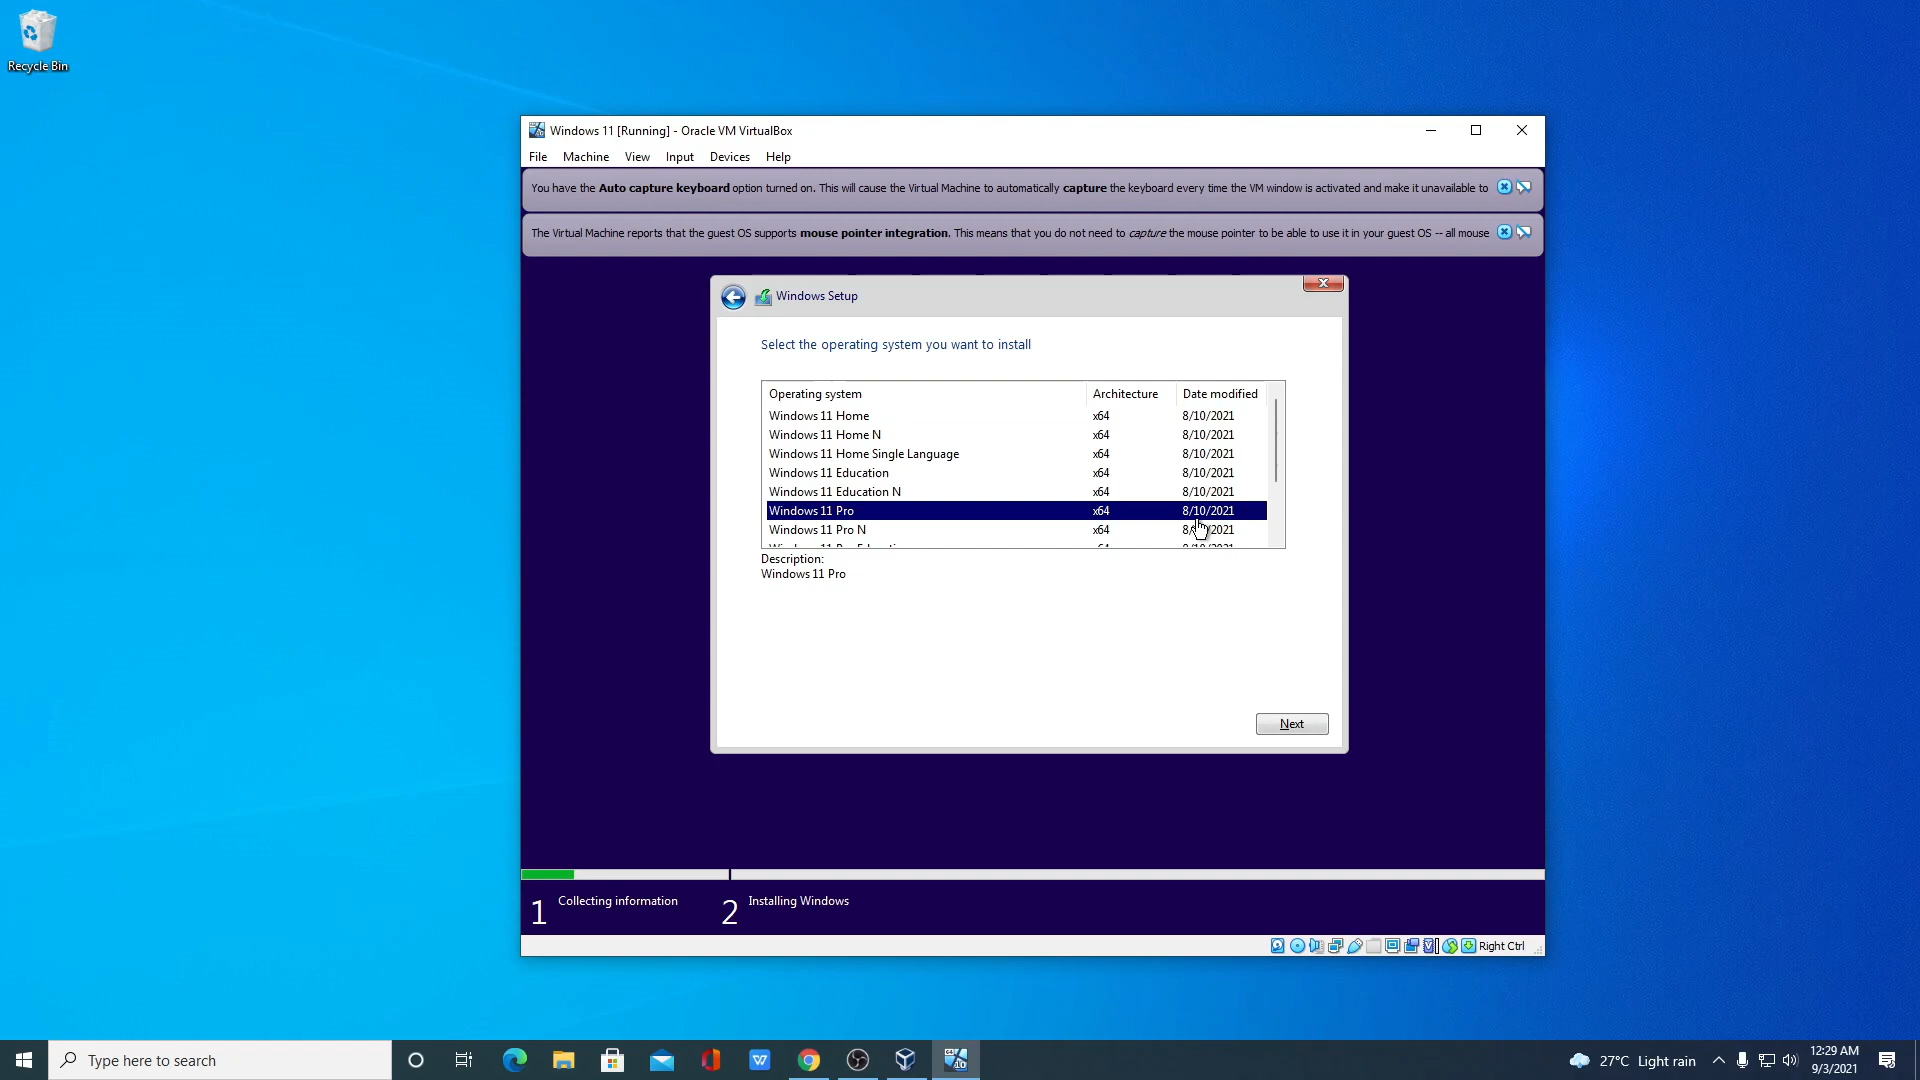 Recycle Bin
Windows 11 [Running] - Oracle VM VirtualBox
File Machine View Input Devices Help
You have the Auto capture keyboard option turned on. This will cause the Virtual Machine to automatically capture the keyboard every time the VM window is activated and make it unavailable to
The Virtual Machine reports that the guest OS supports mouse pointer integration. This means that you do not need to capture the mouse pointer to be able to use it in your guest OS -- all mouse
Windows Setup
Select the operating system you want to install
Operating system Architecture Date modified
Windows 11 Home x64 8/10/2021
Windows 11 Home N x64 8/10/2021
Windows 11 Home Single Language x64 8/10/2021
Windows 11 Education x64 8/10/2021
Windows 11 Education N x64 8/10/2021
Windows 11 Pro x64 8/10/2021
Windows 11 Pro N x64
Description:
Windows 11 Pro
Next
1 Collecting information 2 Installing Windows
Right Ctrl
Type here to search
27°C Light rain
12:29 AM
9/3/2021